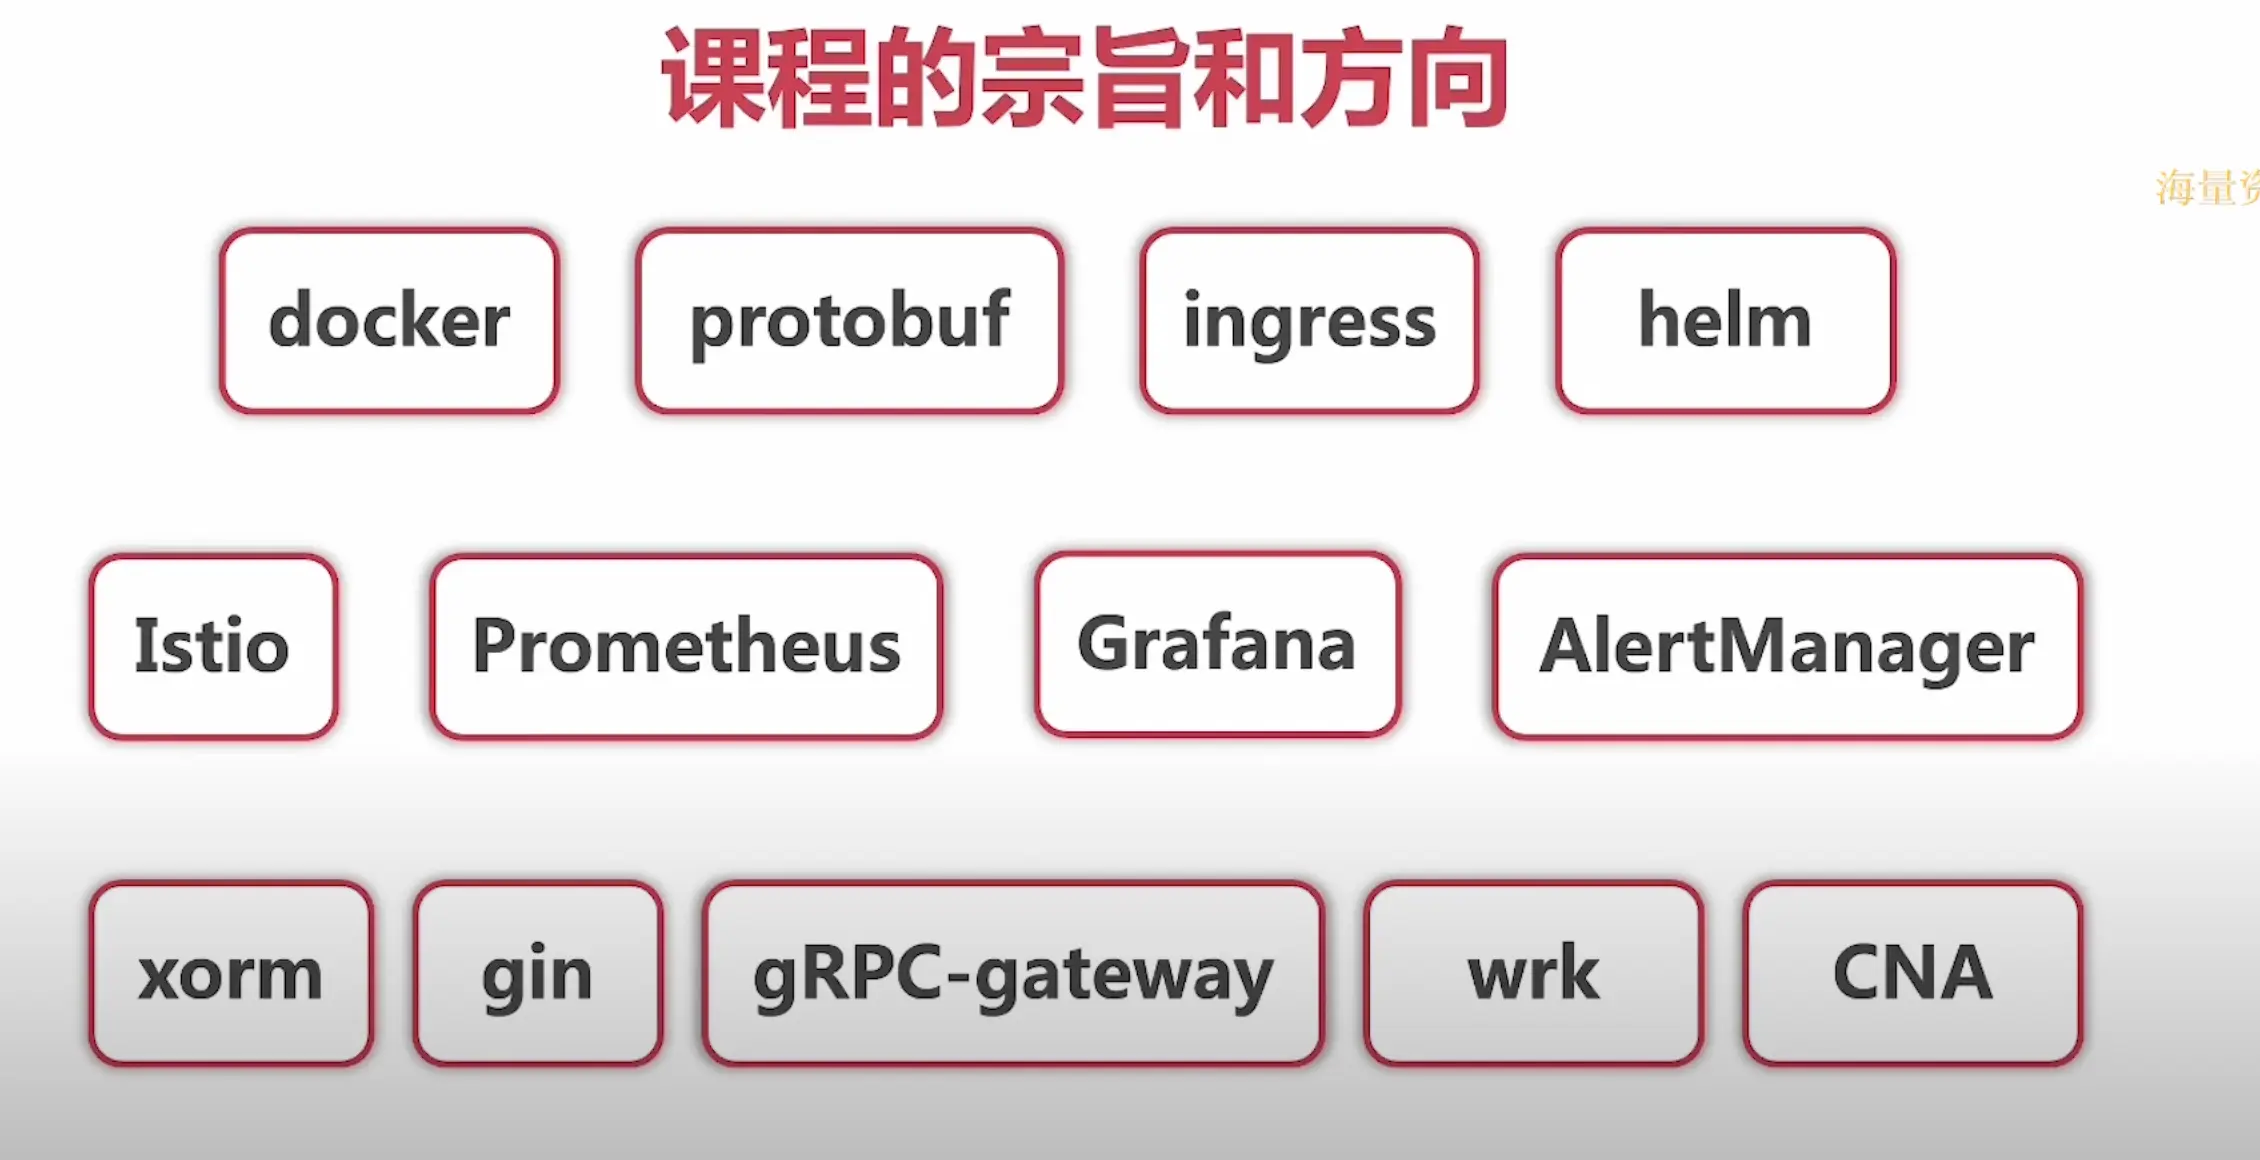 课程的宗旨和方向
海量资
docker protobuf ingress helm
Istio Prometheus Grafana AlertManager
xorm gin gRPC-gateway wrk CNA